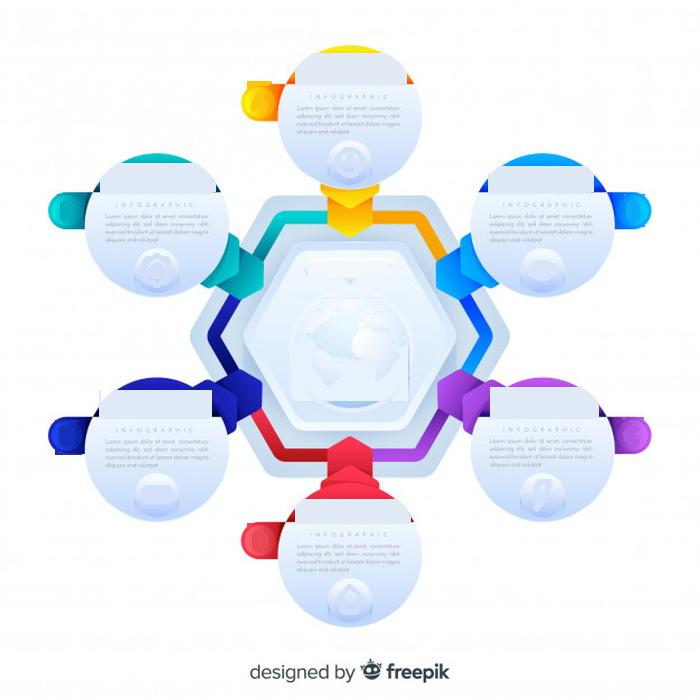 INFOGRAPHIC
Lorem ipsum dolor sit amet, consectetuer
adipiscing elit, sed diam nonummy nibh
euismod tincidunt ut laoreet dolore magna
aliquam erat volutpat
INFOGRAPHIC
Lorem ipsum dolor sit amet, consectetuer
adipiscing elit, sed diam nonummy nibh
euismod tincidunt ut laoreet dolore magna
aliquam erat volutpat
INFOGRAPHIC
Lorem ipsum dolor sit amet, consectetuer
adipiscing elit, sed diam nonummy nibh
euismod tincidunt ut laoreet dolore magna
aliquam erat volutpat
INFOGRAPHIC
Lorem ipsum dolor sit amet, consectetuer
adipiscing elit, sed diam nonummy nibh
euismod tincidunt ut laoreet dolore magna
aliquam erat volutpat
INFOGRAPHIC
Lorem ipsum dolor sit amet, consectetuer
adipiscing elit, sed diam nonummy nibh
euismod tincidunt ut laoreet dolore magna
aliquam erat volutpat
INFOGRAPHIC
Lorem ipsum dolor sit amet, consectetuer
adipiscing elit, sed diam nonummy nibh
euismod tincidunt ut laoreet dolore magna
aliquam erat volutpat
designed by freepik